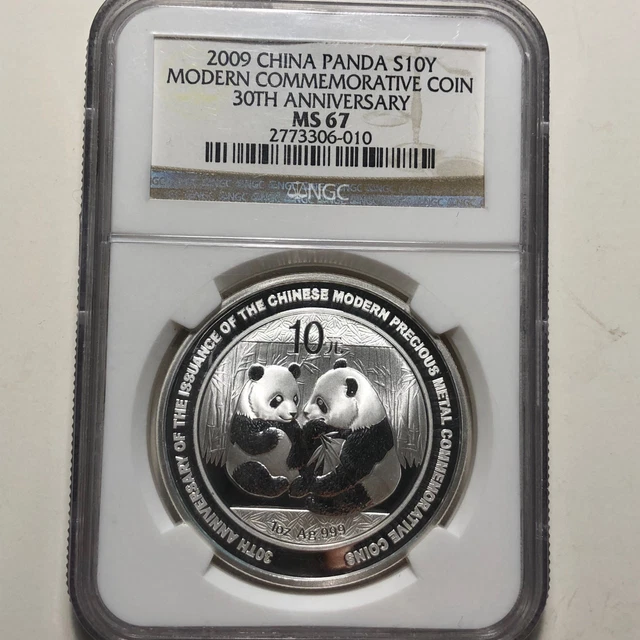 2009 CHINA PANDA S10Y
MODERN COMMEMORATIVE COIN
30TH ANNIVERSARY
MS 67
2773306-010
NGC
30TH ANNIVERSARY OF THE ISSUANCE OF THE CHINESE MODERN PRECIOUS METAL COMMEMORATIVE COINS
10元
1oz Ag.999